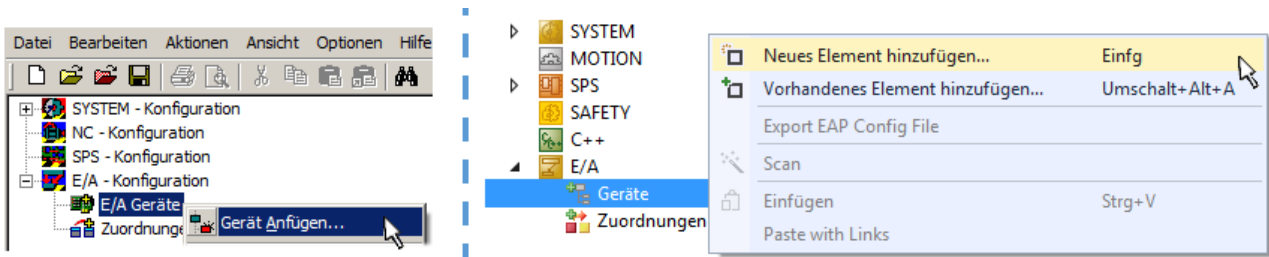 Datei Bearbeiten Aktionen Ansicht Optionen Hilfe
SYSTEM - Konfiguration
NC - Konfiguration
SPS - Konfiguration
E/A - Konfiguration
E/A Geräte
Gerät Anfügen...
Zuordnunge
SYSTEM
MOTION
SPS
SAFETY
C++
E/A
Geräte
Zuordnungen
Neues Element hinzufügen... Einfg
Vorhandenes Element hinzufügen... Umschalt+Alt+A
Export EAP Config File
Scan
Einfügen Strg+V
Paste with Links